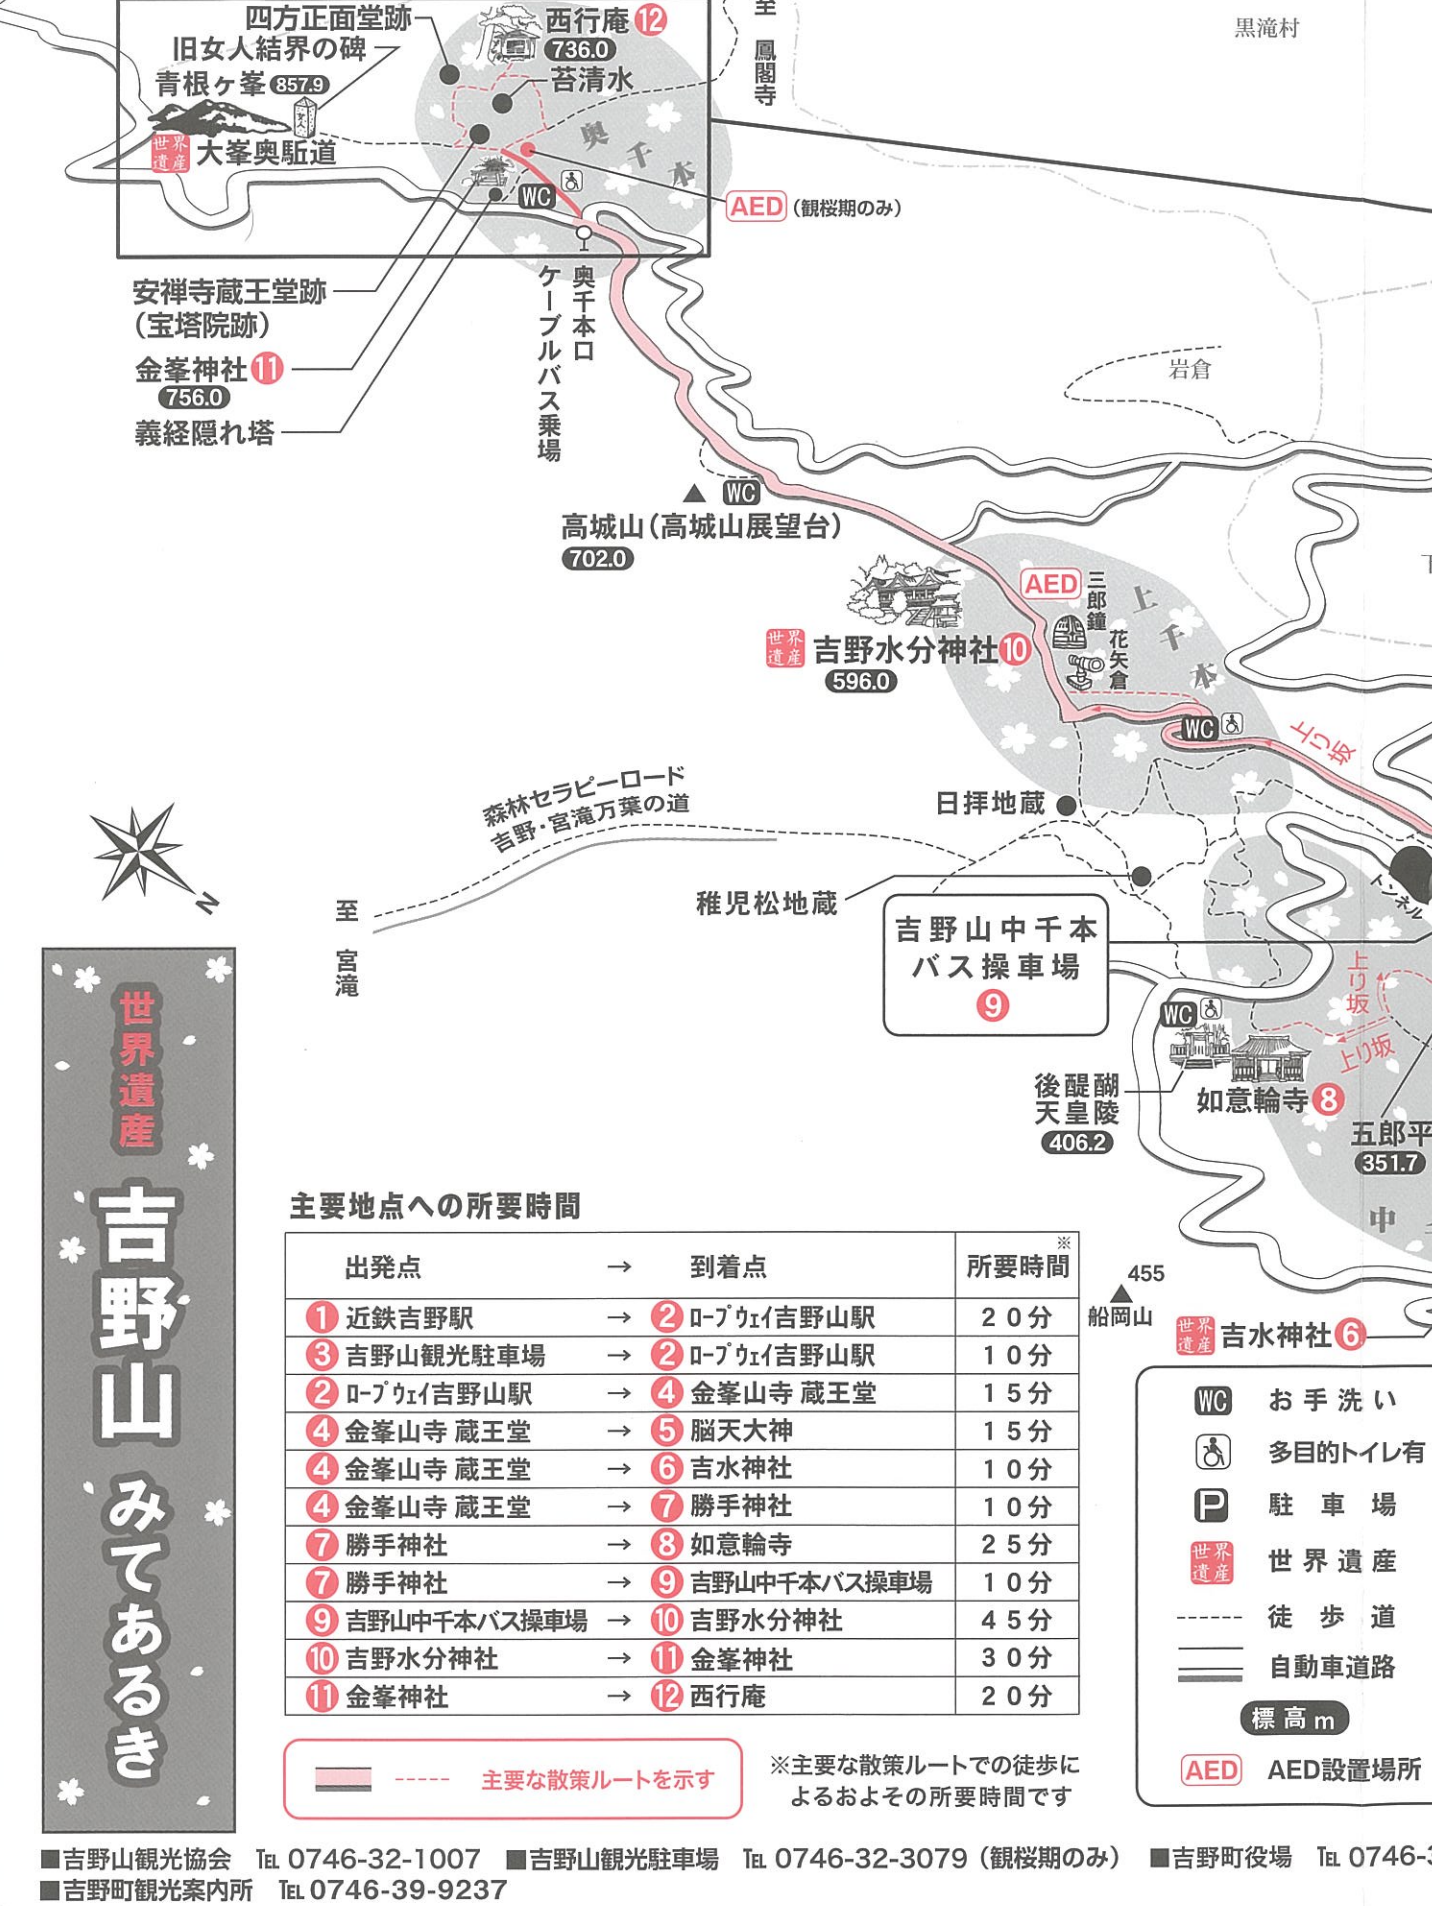 四方正面堂跡
旧女人結界の碑
青根ヶ峯 857.9
世界遺産 大峯奥駈道
西行庵 12
736.0
苔清水
奥千本
至 鳳閣寺
黒滝村
WC
AED (観桜期のみ)
安禅寺蔵王堂跡
(宝塔院跡)
金峯神社 11
756.0
義経隠れ塔
奥千本口
ケーブルバス乗場
岩倉
WC
高城山(高城山展望台)
702.0
AED
三郎鐘
花矢倉
上千本
世界遺産 吉野水分神社 10
596.0
WC
上り坂
森林セラピーロード
吉野・宮滝万葉の道
至 宮滝
N
日拝地蔵
稚児松地蔵
トンネル
吉野山中千本
バス操車場
9
上り坂
上り坂
WC
後醍醐
天皇陵
406.2
如意輪寺 8
五郎平
351.7
中
455
船岡山
世界遺産 吉水神社 6
世界遺産
吉野山 みてあるき
主要地点への所要時間
出発点 → 到着点 所要時間※
1 近鉄吉野駅 → 2 ロープウェイ吉野山駅 20分
3 吉野山観光駐車場 → 2 ロープウェイ吉野山駅 10分
2 ロープウェイ吉野山駅 → 4 金峯山寺 蔵王堂 15分
4 金峯山寺 蔵王堂 → 5 脳天大神 15分
4 金峯山寺 蔵王堂 → 6 吉水神社 10分
4 金峯山寺 蔵王堂 → 7 勝手神社 10分
7 勝手神社 → 8 如意輪寺 25分
7 勝手神社 → 9 吉野山中千本バス操車場 10分
9 吉野山中千本バス操車場 → 10 吉野水分神社 45分
10 吉野水分神社 → 11 金峯神社 30分
11 金峯神社 → 12 西行庵 20分
主要な散策ルートを示す
※主要な散策ルートでの徒歩に
よるおよその所要時間です
WC お手洗い
多目的トイレ有
P 駐車場
世界遺産 世界遺産
徒歩道
自動車道路
標高m
AED AED設置場所
■吉野山観光協会 TEL 0746-32-1007 ■吉野山観光駐車場 TEL 0746-32-3079（観桜期のみ） ■吉野町役場 TEL 0746-3
■吉野町観光案内所 TEL 0746-39-9237